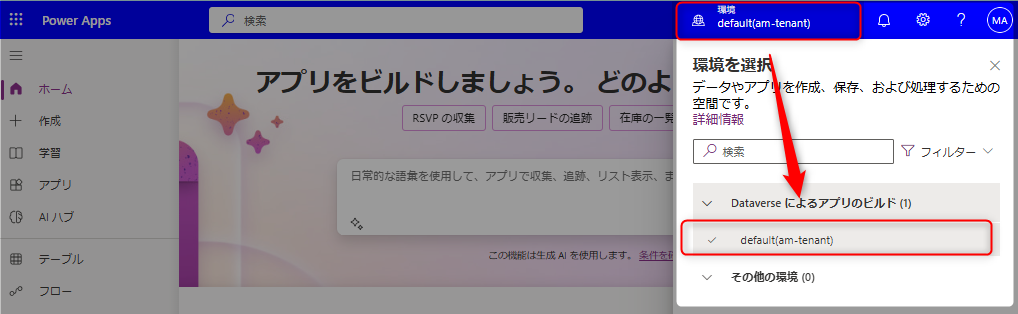 Power Apps
検索
環境
default(am-tenant)
?
MA
ホーム
作成
学習
アプリ
AI ハブ
テーブル
フロー
アプリをビルドしましょう。 どのよ
RSVP の収集
販売リードの追跡
在庫の一覧
日常的な語彙を使用して、アプリで収集、追跡、リスト表示、ま
この機能は生成 AI を使用します。 条件を確
環境を選択
データやアプリを作成、保存、および処理するための
空間です。
詳細情報
検索
フィルター
Dataverse によるアプリのビルド (1)
default(am-tenant)
その他の環境 (0)